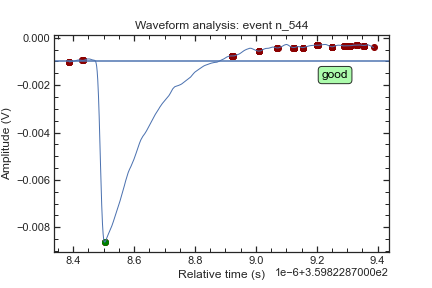 Waveform analysis: event n_544
0.000
−0.002
−0.004
−0.006
−0.008
Amplitude (V)
good
8.4 8.6 8.8 9.0 9.2 9.4
1e−6+3.5982287000e2
Relative time (s)